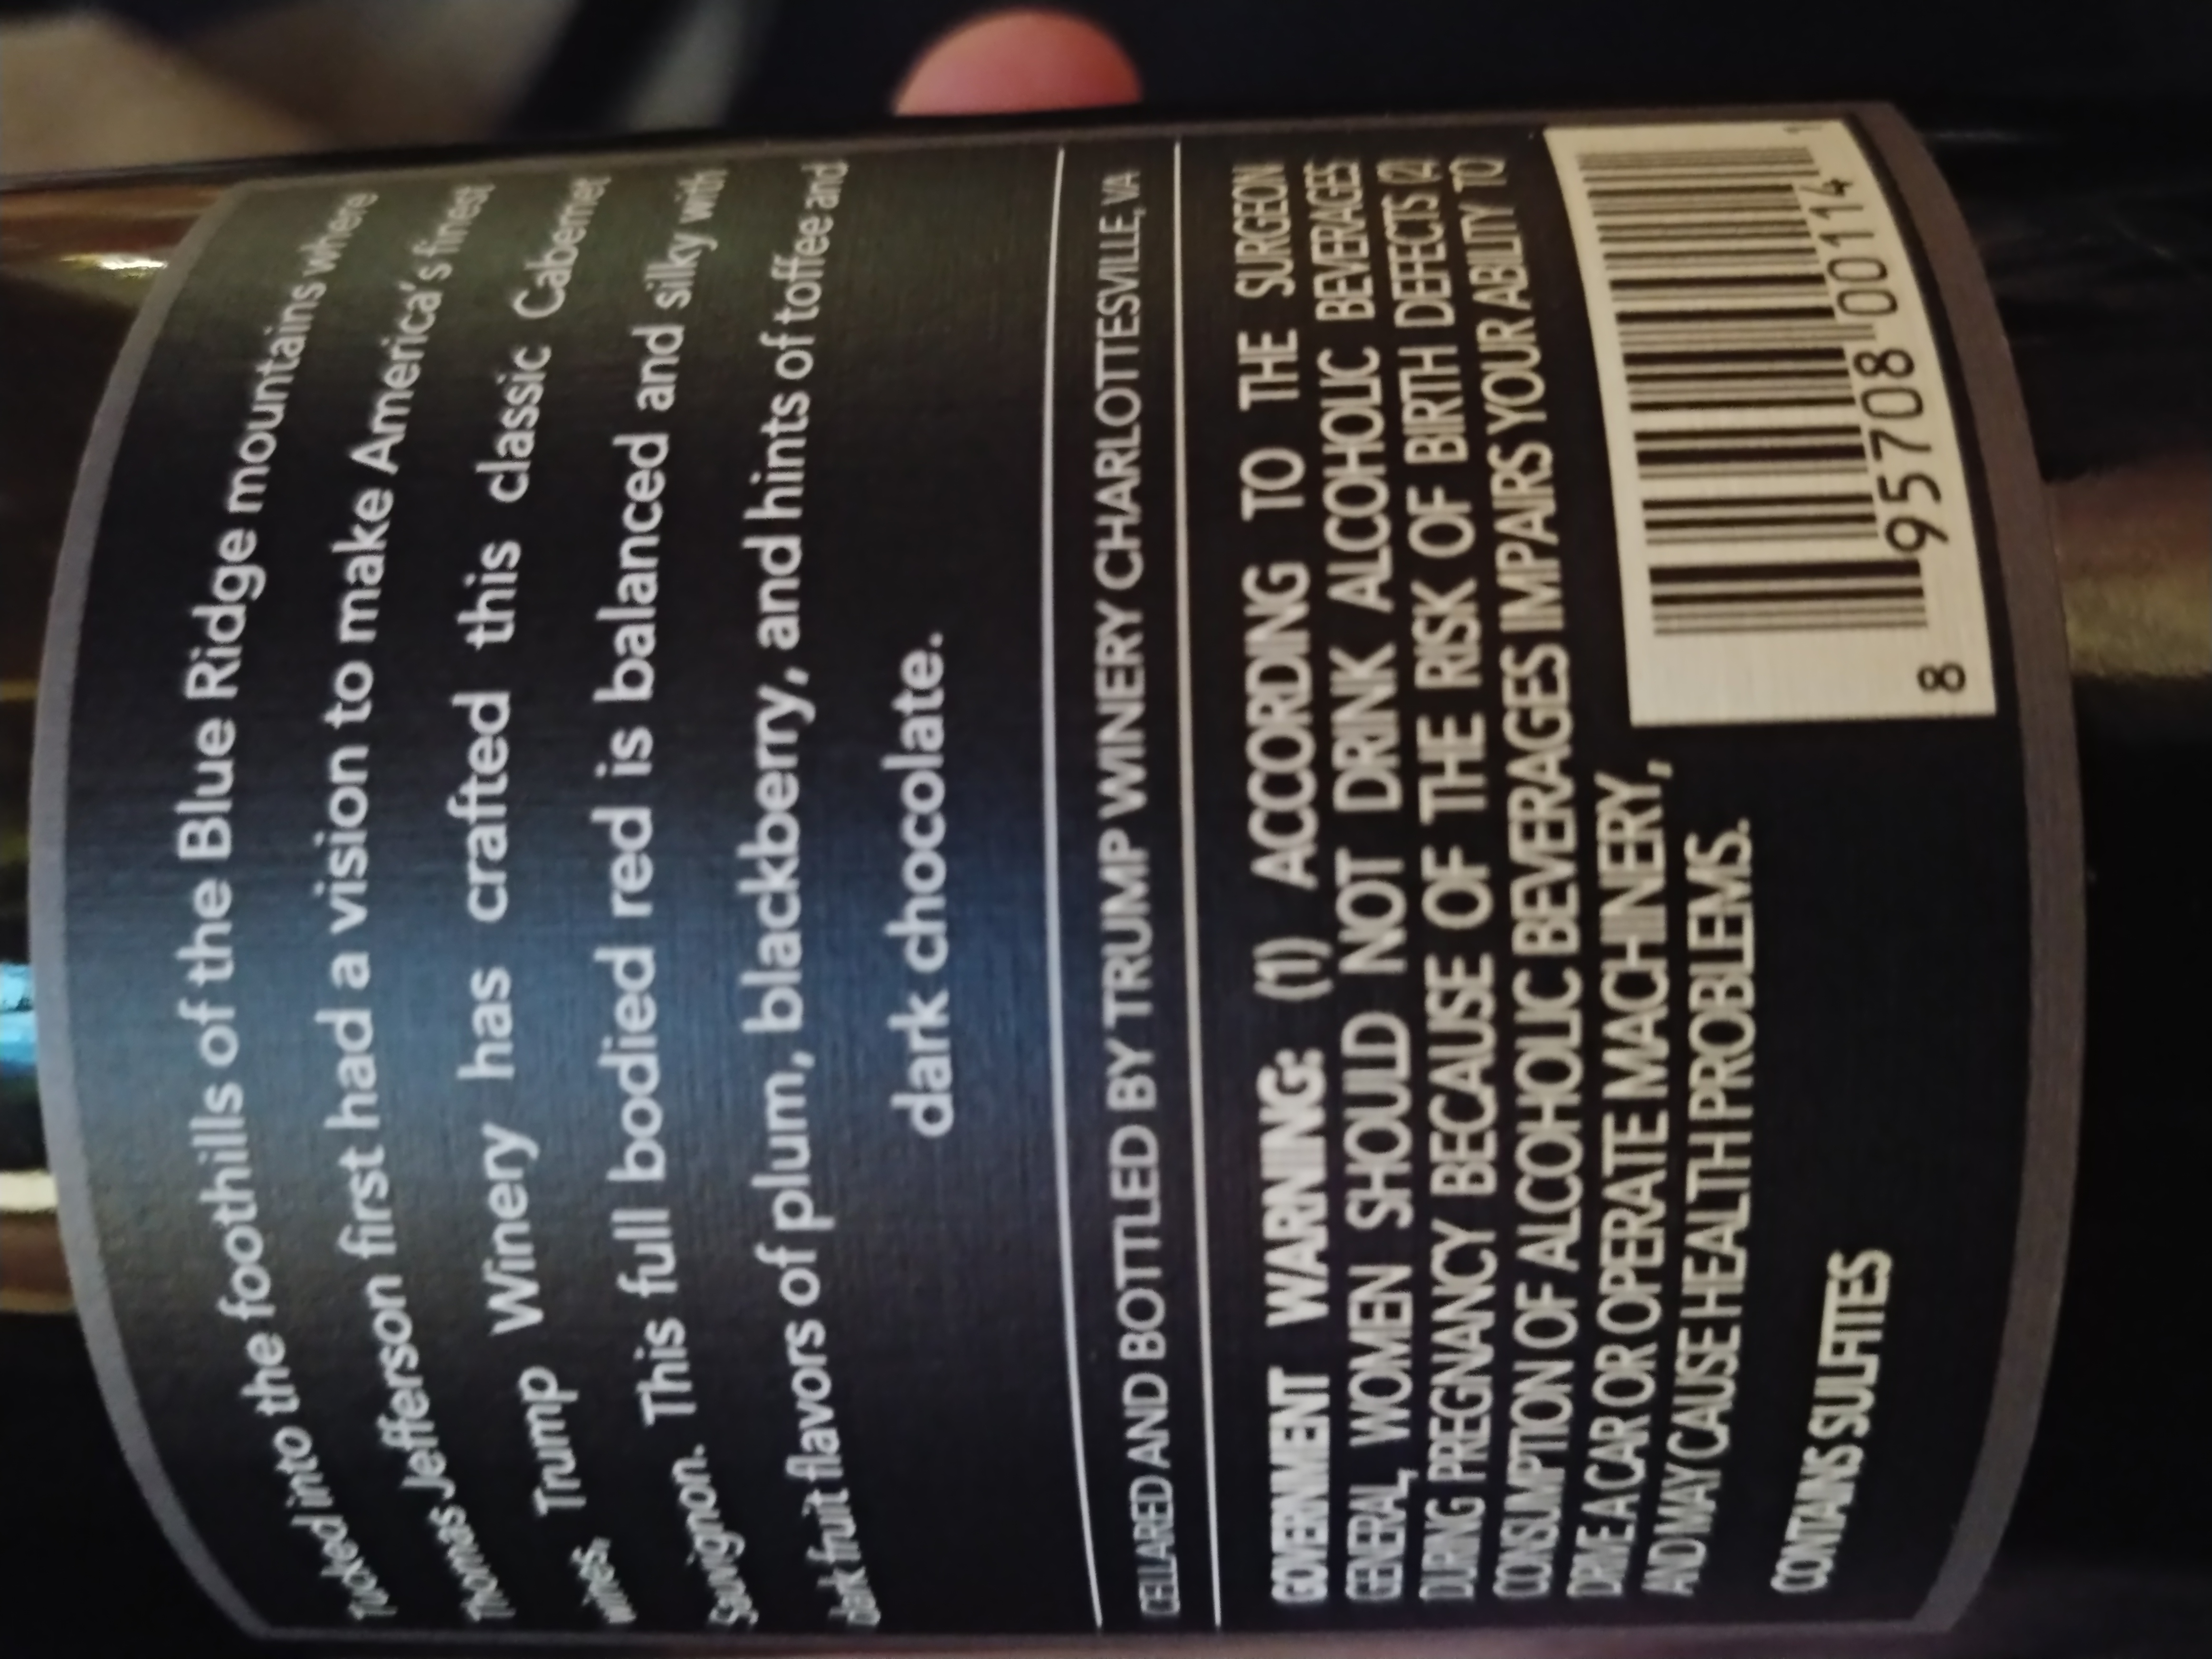 Tucked into the foothills of the Blue Ridge mountains where
Thomas Jefferson first had a vision to make America's finest
wines. Trump Winery has crafted this classic Cabernet
Sauvignon. This full bodied red is balanced and silky with
dark fruit flavors of plum, blackberry, and hints of toffee and
dark chocolate.
CELLARED AND BOTTLED BY TRUMP WINERY CHARLOTTESVILLE, VA
GOVERNMENT WARNING: (1) ACCORDING TO THE SURGEON
GENERAL, WOMEN SHOULD NOT DRINK ALCOHOLIC BEVERAGES
DURING PREGNANCY BECAUSE OF THE RISK OF BIRTH DEFECTS (2)
CONSUMPTION OF ALCOHOLIC BEVERAGES IMPAIRS YOUR ABILITY TO
DRIVE A CAR OR OPERATE MACHINERY,
AND MAY CAUSE HEALTH PROBLEMS.
CONTAINS SULFITES
8 95708 00114 1